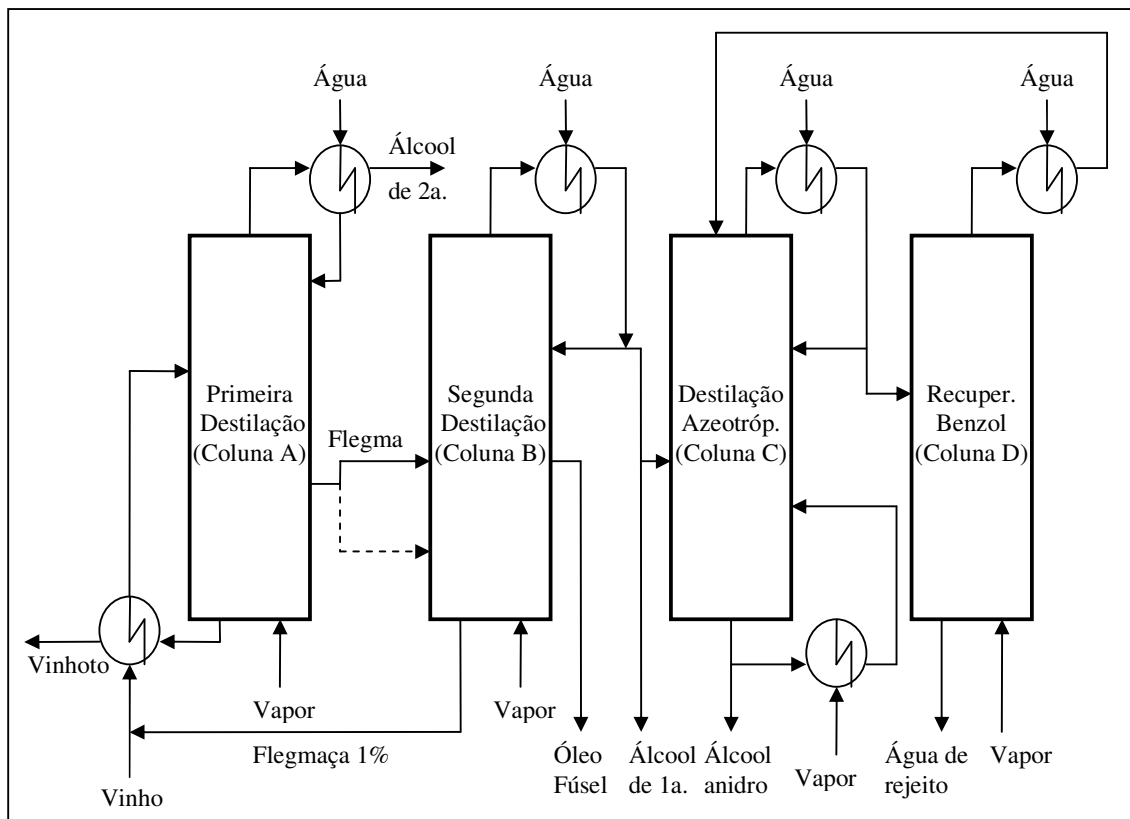 Água
Água
Água
Água
Álcool
de 2a.
Primeira
Destilação
(Coluna A)
Flegma
Segunda
Destilação
(Coluna B)
Destilação
Azeotróp.
(Coluna C)
Recuper.
Benzol
(Coluna D)
Vinhoto
Vapor
Vapor
Flegmaça 1%
Vinho
Óleo
Fúsel
Álcool
de 1a.
Álcool
anidro
Vapor
Água de
rejeito
Vapor